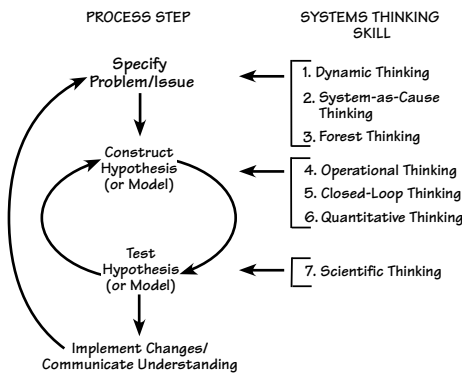 PROCESS STEP
SYSTEMS THINKING
SKILL
Specify
Problem/Issue
1. Dynamic Thinking
2. System-as-Cause
Thinking
3. Forest Thinking
Construct
Hypothesis
(or Model)
4. Operational Thinking
5. Closed-Loop Thinking
6. Quantitative Thinking
Test
Hypothesis
(or Model)
7. Scientific Thinking
Implement Changes/
Communicate Understanding